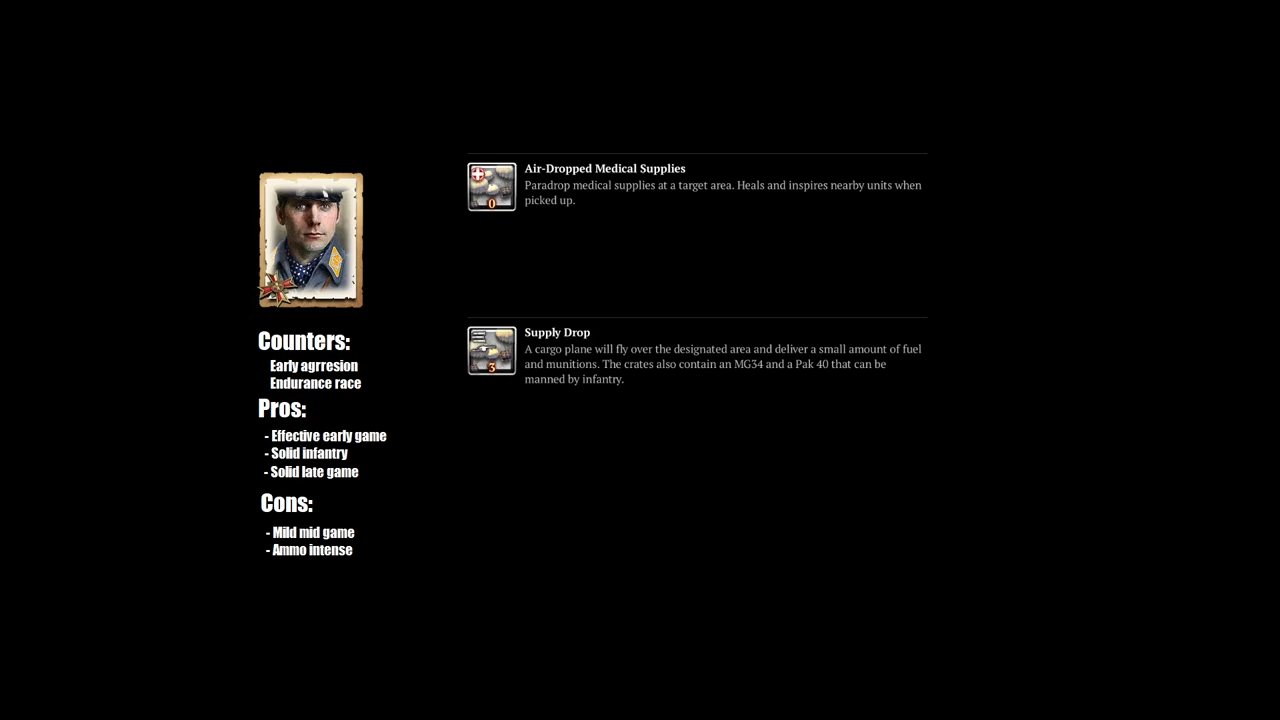 Air-Dropped Medical Supplies
Paradrop medical supplies at a target area. Heals and inspires nearby units when
picked up.
0
Supply Drop
A cargo plane will fly over the designated area and deliver a small amount of fuel
and munitions. The crates also contain an MG34 and a Pak 40 that can be
manned by infantry.
3
Counters:
Early agrresion
Endurance race
Pros:
- Effective early game
- Solid infantry
- Solid late game
Cons:
- Mild mid game
- Ammo intense